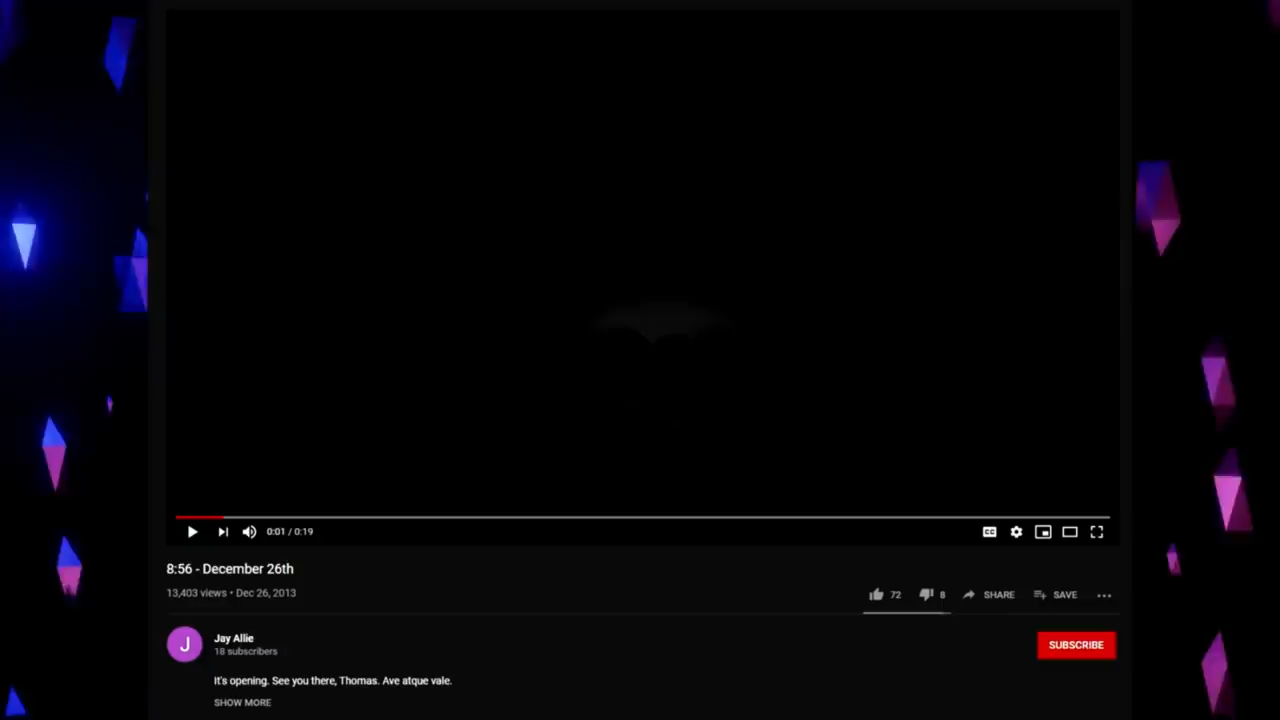 0:01 / 0:19
CC
8:56 - December 26th
13,403 views • Dec 26, 2013
72
8
SHARE
SAVE
J
Jay Allie
18 subscribers
SUBSCRIBE
It's opening. See you there, Thomas. Ave atque vale.
SHOW MORE